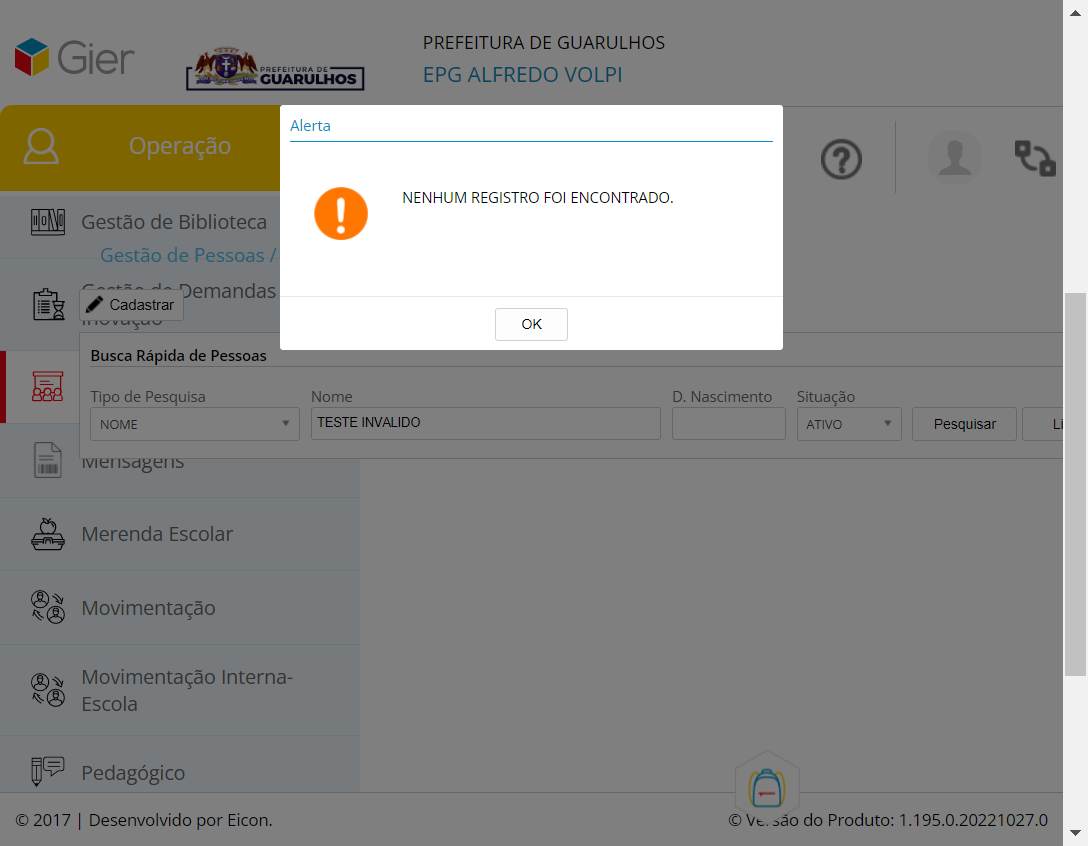 Gier
PREFEITURA DE
GUARULHOS
PREFEITURA DE GUARULHOS
EPG ALFREDO VOLPI
Operação
Alerta
NENHUM REGISTRO FOI ENCONTRADO.
OK
Gestão de Biblioteca
Gestão de Pessoas /
Gestão de Demandas
Inovação
Cadastrar
Busca Rápida de Pessoas
Tipo de Pesquisa
Nome
D. Nascimento
Situação
NOME
TESTE INVALIDO
ATIVO
Pesquisar
Li
Mensagens
Merenda Escolar
Movimentação
Movimentação Interna-
Escola
Pedagógico
© 2017 | Desenvolvido por Eicon.
© Versão do Produto: 1.195.0.20221027.0